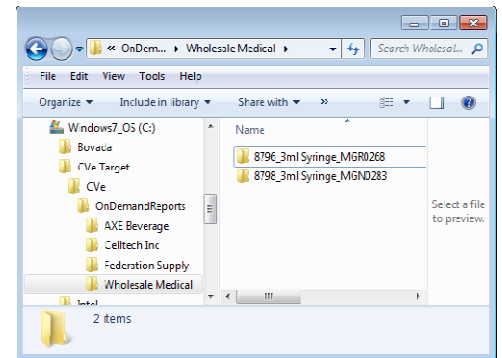 « OnDem... ▸ Wholesale Medical ▸
Search Wholesal...
File Edit View Tools Help
Organize Include in library Share with »
Windows7_OS (C:)
Bovada
CVe Target
CVe
OnDemandReports
AXE Beverage
Celltech Inc
Federation Supply
Wholesale Medical
Intel
Name
8796_3ml Syringe_MGR0268
8798_3ml Syringe_MGN0283
Select a file
to preview.
2 items